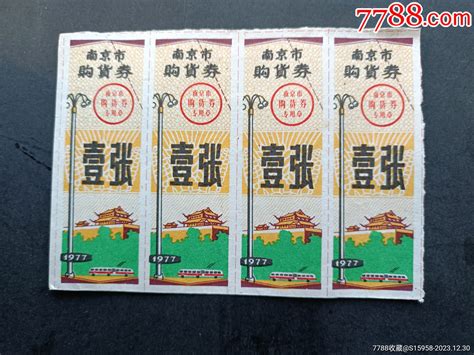 7788.com
南京市
购货券
南京市
购货券
专用章
壹张
1977
南京市
购货券
南京市
购货券
专用章
壹张
1977
南京市
购货券
南京市
购货券
专用章
壹张
1977
南京市
购货券
南京市
购货券
专用章
壹张
1977
7788收藏@S15958-2023.12.30